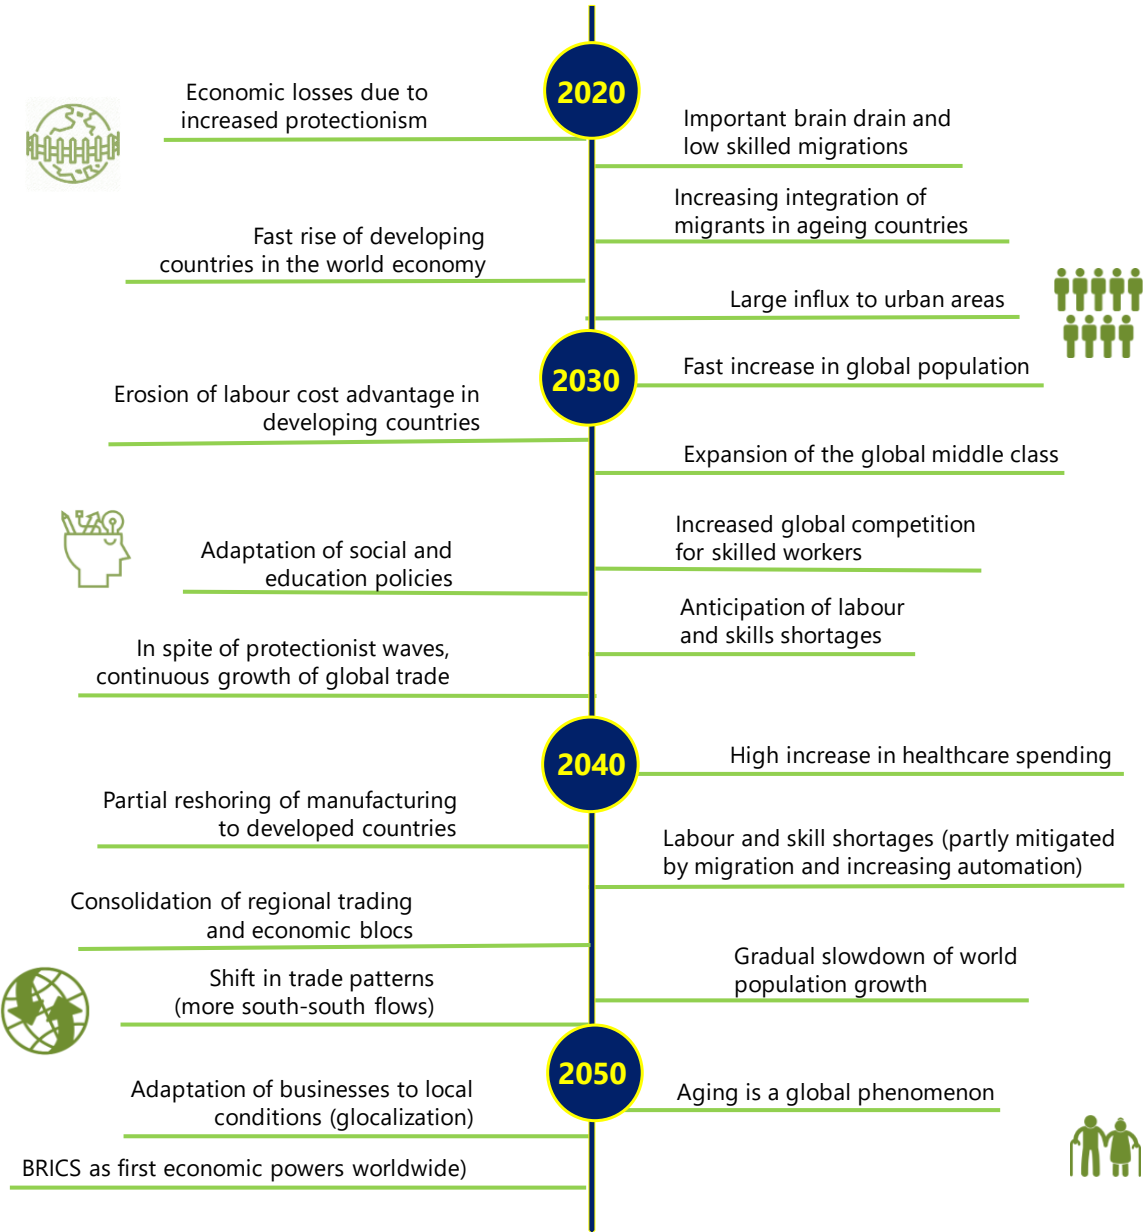 2020
Economic losses due to
increased protectionism
Important brain drain and
low skilled migrations
Increasing integration of
migrants in ageing countries
Fast rise of developing
countries in the world economy
Large influx to urban areas
2030
Fast increase in global population
Erosion of labour cost advantage in
developing countries
Expansion of the global middle class
Increased global competition
for skilled workers
Adaptation of social and
education policies
Anticipation of labour
and skills shortages
In spite of protectionist waves,
continuous growth of global trade
2040
High increase in healthcare spending
Partial reshoring of manufacturing
to developed countries
Labour and skill shortages (partly mitigated
by migration and increasing automation)
Consolidation of regional trading
and economic blocs
Gradual slowdown of world
population growth
Shift in trade patterns
(more south-south flows)
2050
Adaptation of businesses to local
conditions (glocalization)
Aging is a global phenomenon
BRICS as first economic powers worldwide)